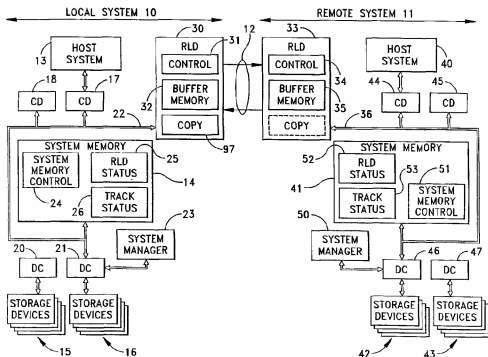 LOCAL SYSTEM 10
REMOTE SYSTEM 11
30
12
33
13
HOST
SYSTEM
18
17
CD
CD
22
RLD
31
CONTROL
32
BUFFER
MEMORY
COPY
97
RLD
CONTROL
34
BUFFER
MEMORY
35
COPY
36
HOST
SYSTEM
40
44
45
CD
CD
SYSTEM MEMORY
SYSTEM
MEMORY
CONTROL
24
RLD
STATUS
25
14
26
TRACK
STATUS
23
SYSTEM
MANAGER
20
21
DC
DC
STORAGE
DEVICES
STORAGE
DEVICES
15
16
SYSTEM MEMORY
52
RLD
STATUS
53
51
41
TRACK
STATUS
SYSTEM
MEMORY
CONTROL
50
SYSTEM
MANAGER
46
47
DC
DC
STORAGE
DEVICES
STORAGE
DEVICES
42
43